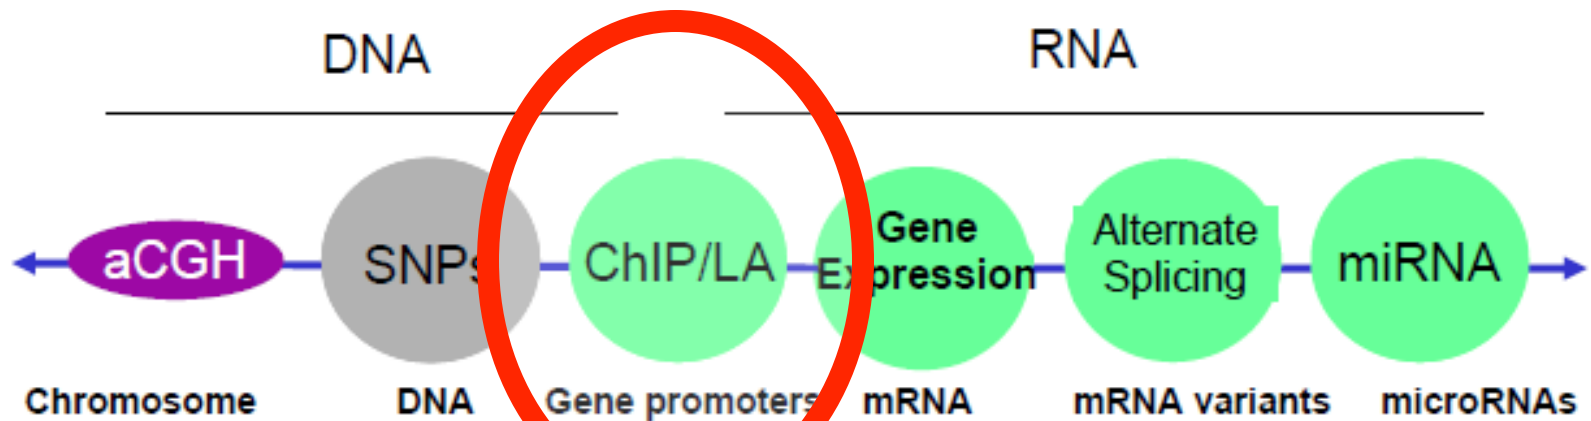 DNA
RNA
aCGH
SNPs
ChIP/LA
Gene
Expression
Alternate
Splicing
miRNA
Chromosome
DNA
Gene promoters
mRNA
mRNA variants
microRNAs